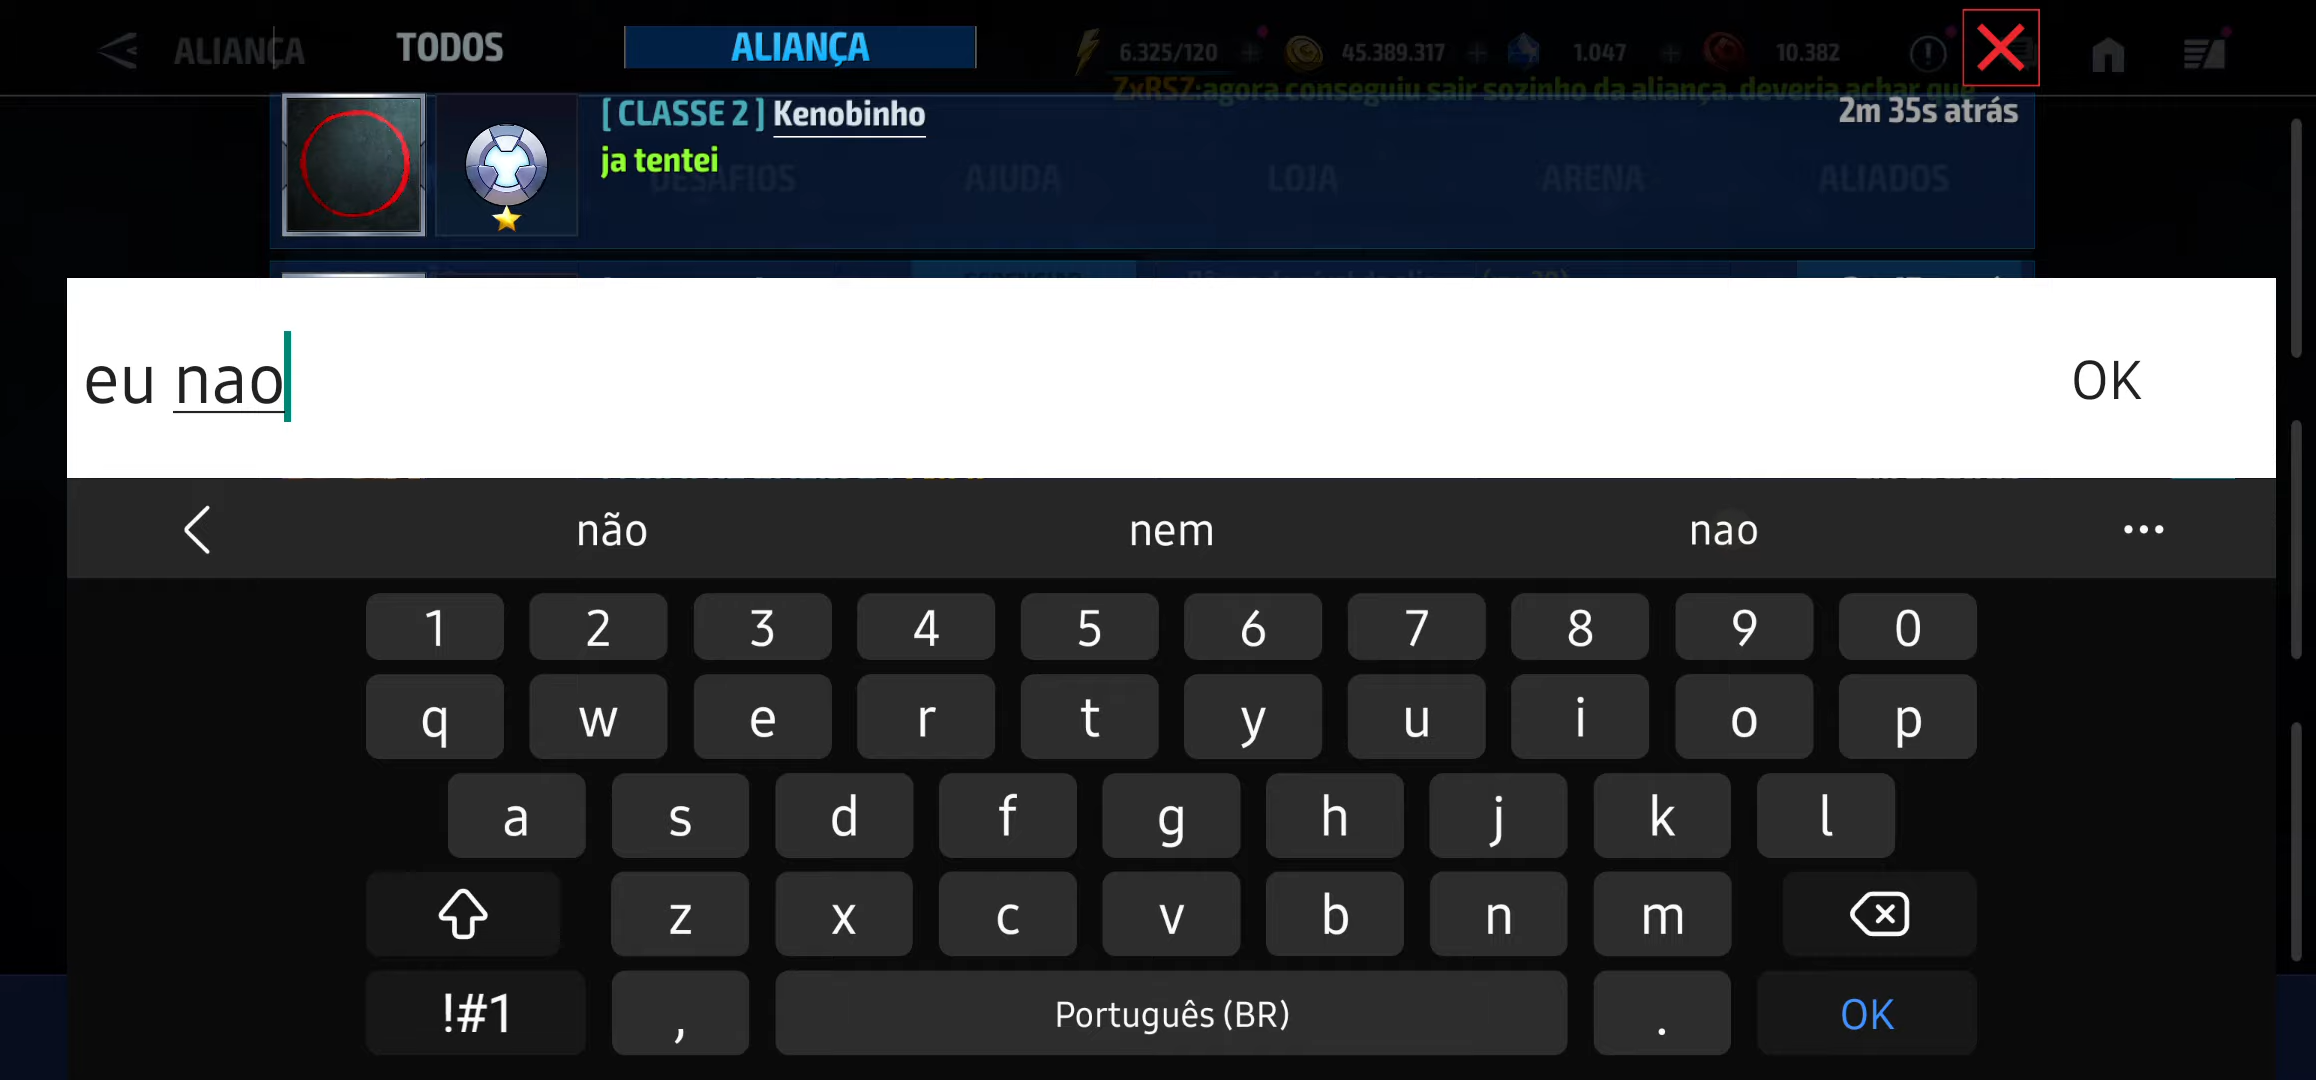 ALIANÇA
TODOS
ALIANÇA
6.325/120
45.389.317
1.047
10.382
ZxRSZ:agora conseguiu sair sozinho da aliança. deveria achar que
[ CLASSE 2 ] Kenobinho
2m 35s atrás
ja tentei
DESAFIOS
AJUDA
LOJA
ARENA
ALIADOS
eu nao
OK
não
nem
nao
1 2 3 4 5 6 7 8 9 0
q w e r t y u i o p
a s d f g h j k l
z x c v b n m
!#1 , Português (BR) . OK